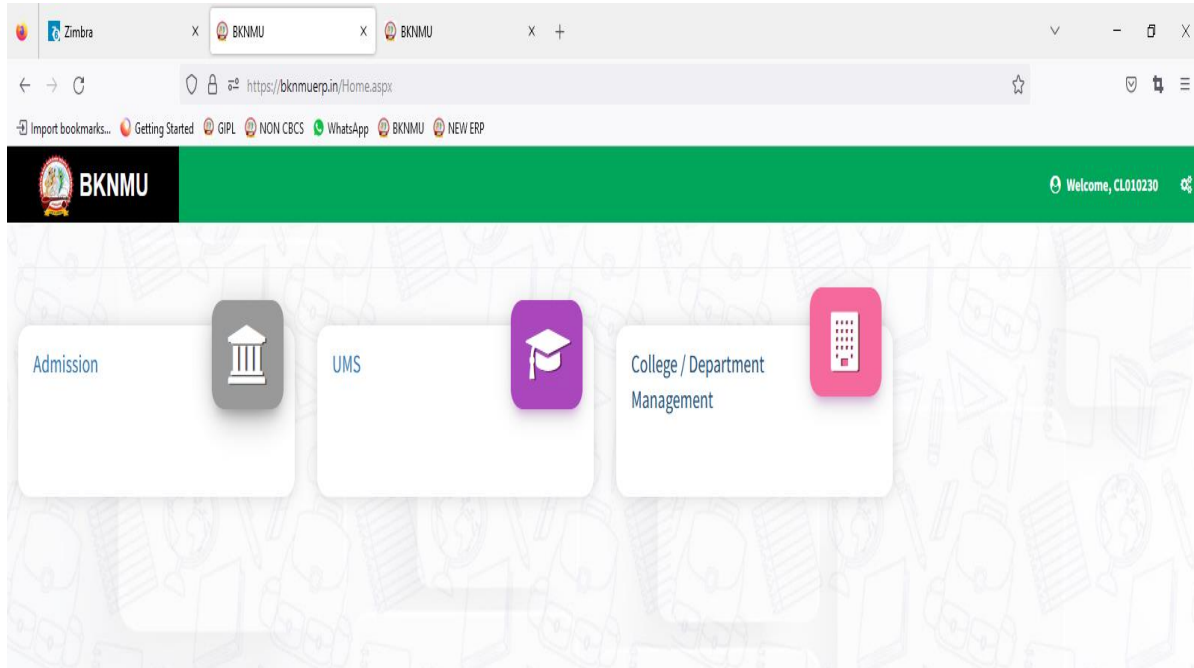 Zimbra
BKNMU
BKNMU
https://bknmuerp.in/Home.aspx
Import bookmarks... Getting Started GIPL NON CBCS WhatsApp BKNMU NEW ERP
BKNMU
Welcome, CL010230
Admission
UMS
College / Department
Management